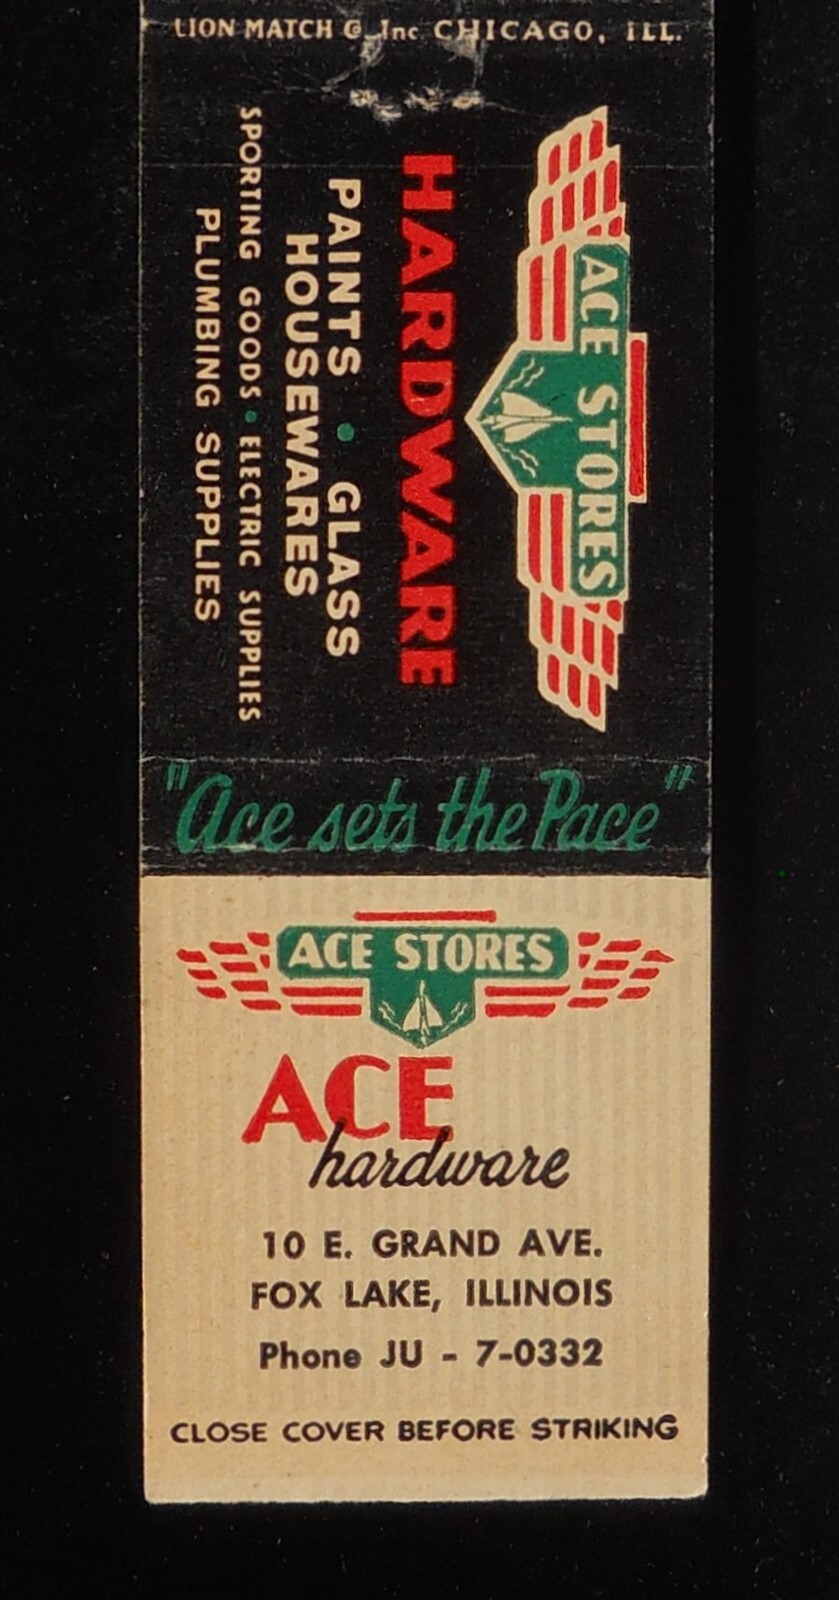 LION MATCH Co Inc CHICAGO, ILL.
ACE STORES
HARDWARE
PAINTS • GLASS
HOUSEWARES
SPORTING GOODS • ELECTRIC SUPPLIES
PLUMBING SUPPLIES
"Ace sets the Pace"
ACE STORES
ACE
hardware
10 E. GRAND AVE.
FOX LAKE, ILLINOIS
Phone JU - 7-0332
CLOSE COVER BEFORE STRIKING